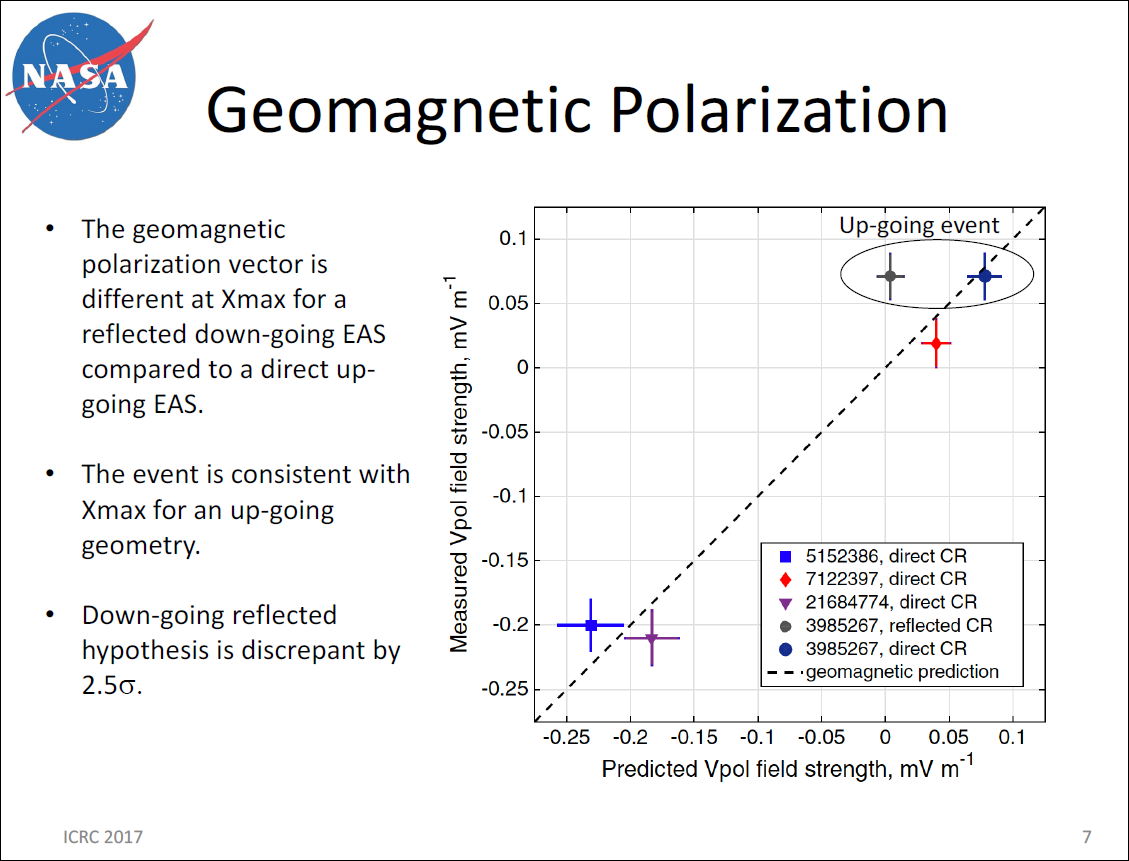 NASA
Geomagnetic Polarization
• The geomagnetic
polarization vector is
different at Xmax for a
reflected down-going EAS
compared to a direct up-
going EAS.
• The event is consistent with
Xmax for an up-going
geometry.
• Down-going reflected
hypothesis is discrepant by
2.5σ.
Up-going event
Measured Vpol field strength, mV m-1
0.1
0.05
0
-0.05
-0.1
-0.15
-0.2
-0.25
5152386, direct CR
7122397, direct CR
21684774, direct CR
3985267, reflected CR
3985267, direct CR
geomagnetic prediction
-0.25 -0.2 -0.15 -0.1 -0.05 0 0.05 0.1
Predicted Vpol field strength, mV m-1
ICRC 2017
7